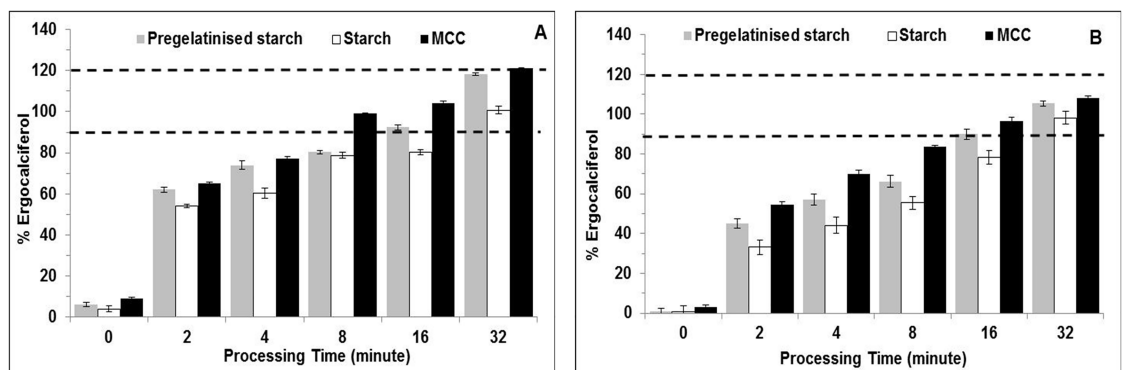 A
Pregelatinised starch Starch MCC
% Ergocalciferol
140
120
100
80
60
40
20
0
0 2 4 8 16 32
Processing Time (minute)
B
Pregelatinised starch Starch MCC
% Ergocalciferol
140
120
100
80
60
40
20
0
0 2 4 8 16 32
Processing Time (minute)